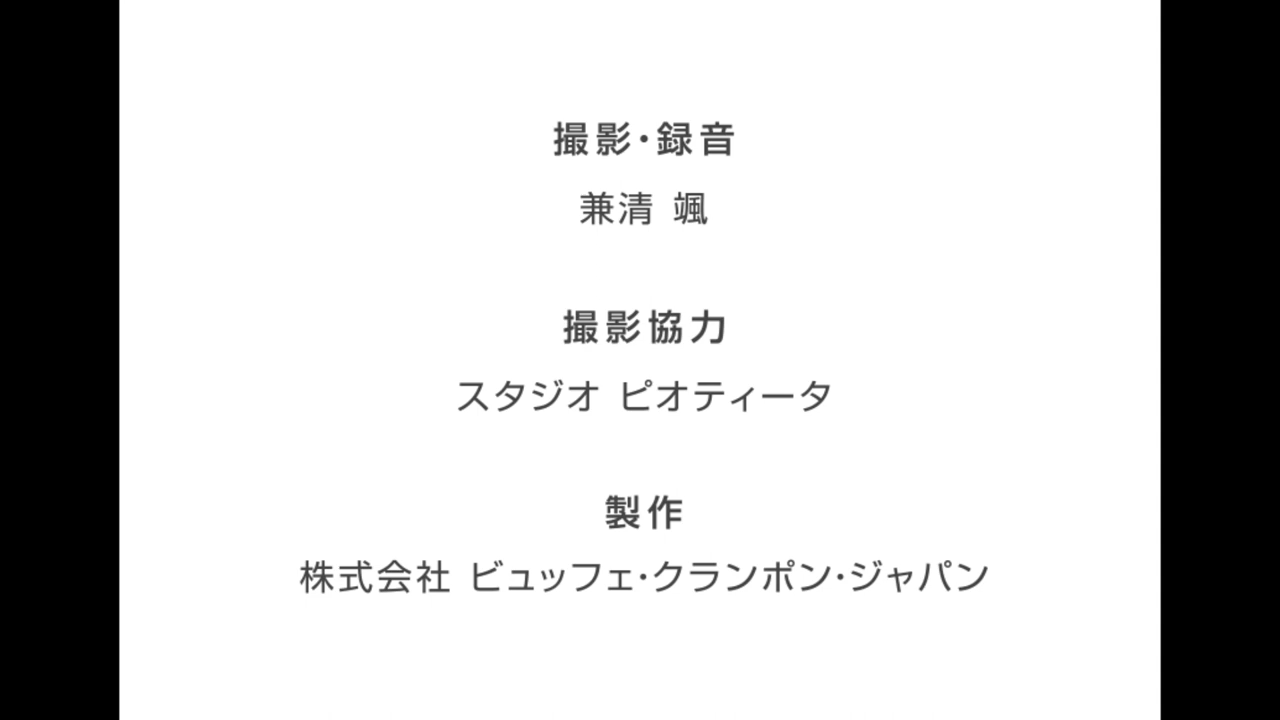 撮影・録音
兼清 颯
撮影協力
スタジオ ピオティータ
製作
株式会社 ビュッフェ・クランポン・ジャパン